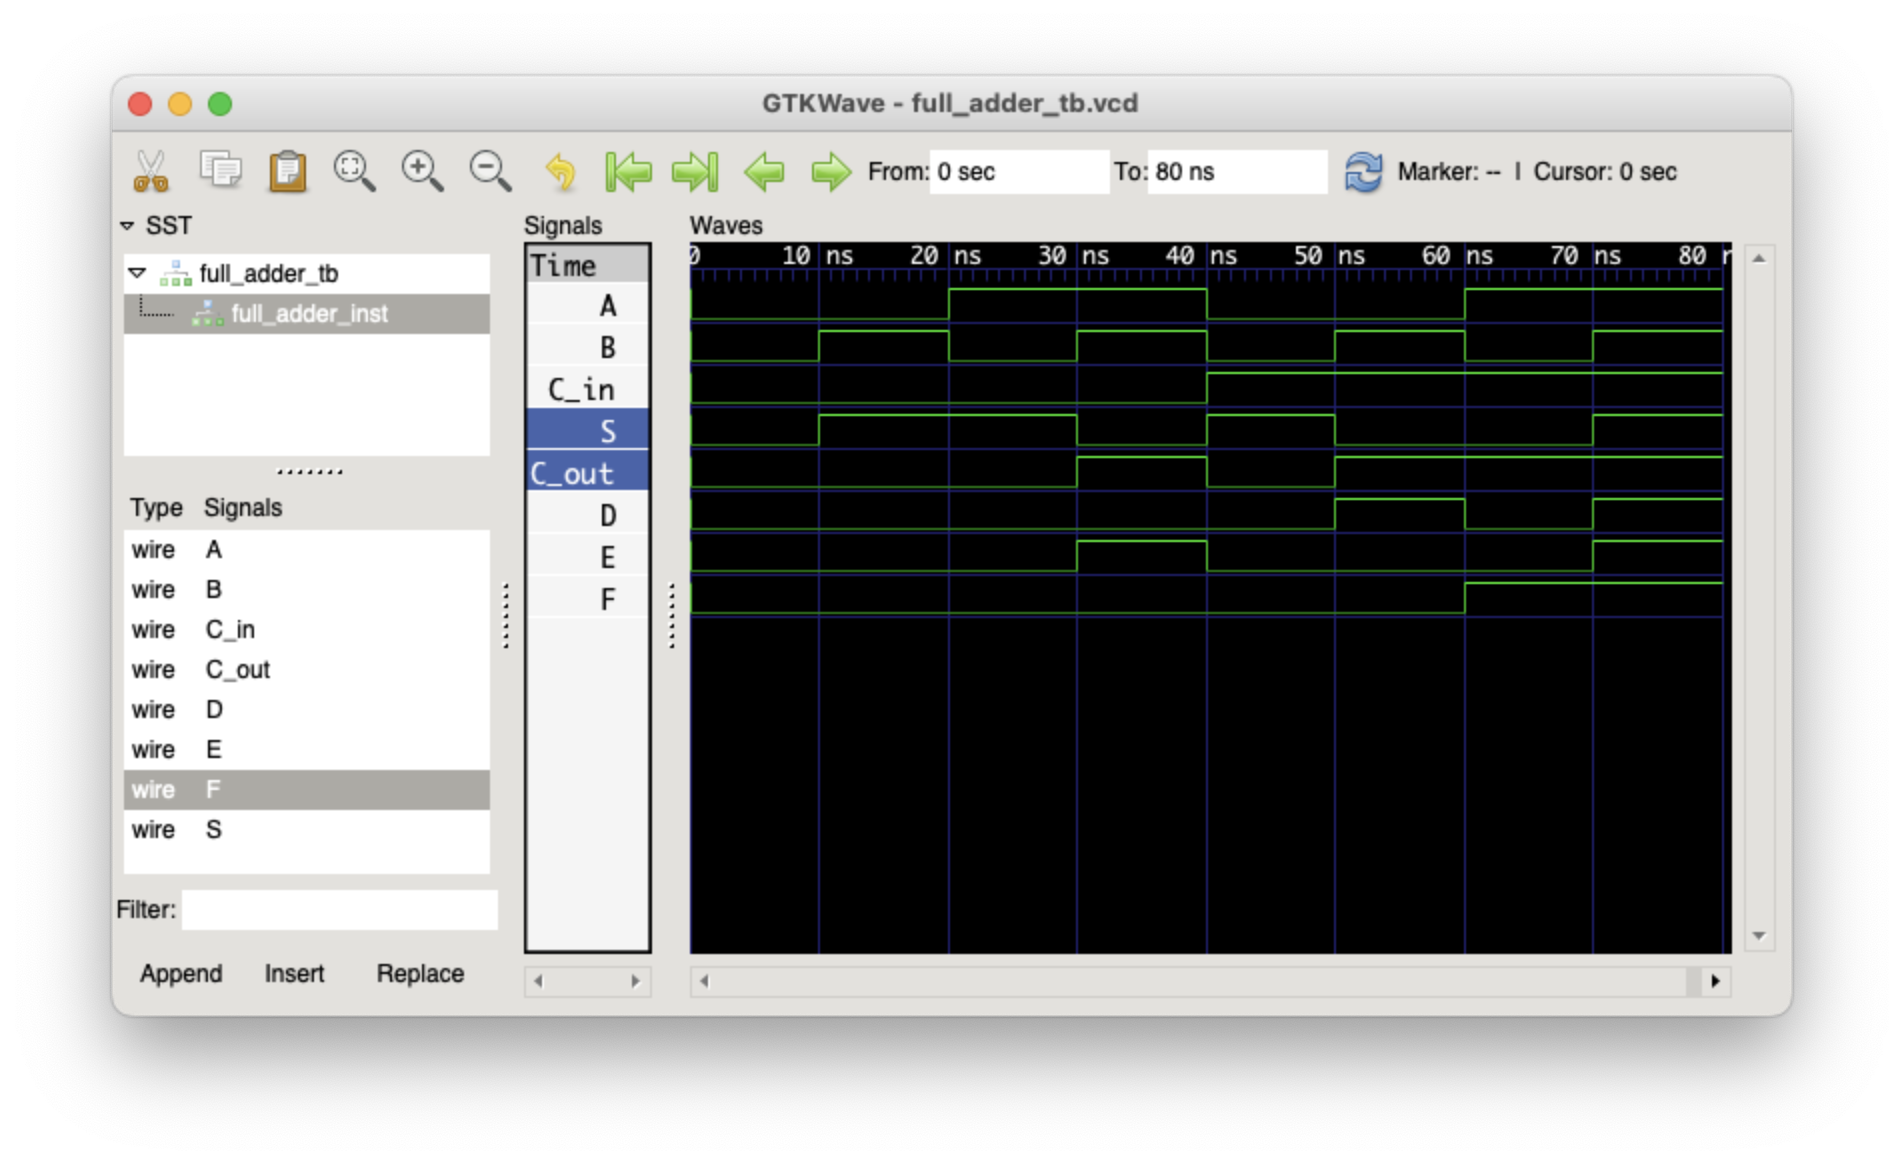 GTKWave - full_adder_tb.vcd
From: 0 sec To: 80 ns Marker: -- | Cursor: 0 sec
SST
full_adder_tb
full_adder_inst
Type Signals
wire A
wire B
wire C_in
wire C_out
wire D
wire E
wire F
wire S
Filter:
Append Insert Replace
Signals
Time
A
B
C_in
S
C_out
D
E
F
Waves
0 10 ns 20 ns 30 ns 40 ns 50 ns 60 ns 70 ns 80